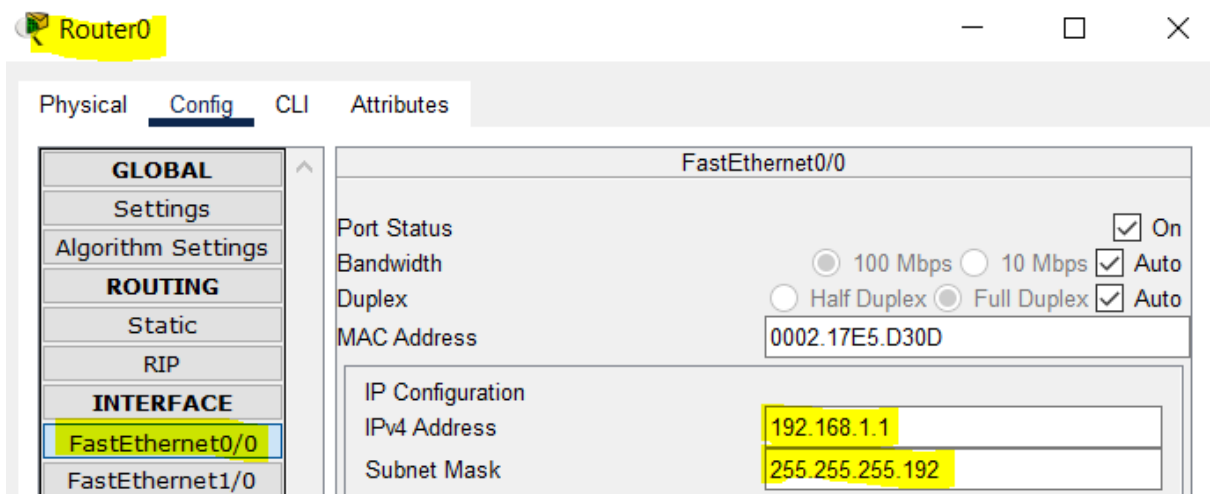 Router0
Physical Config CLI Attributes
GLOBAL
Settings
Algorithm Settings
ROUTING
Static
RIP
INTERFACE
FastEthernet0/0
FastEthernet1/0
FastEthernet0/0
Port Status On
Bandwidth 100 Mbps 10 Mbps Auto
Duplex Half Duplex Full Duplex Auto
MAC Address 0002.17E5.D30D
IP Configuration
IPv4 Address 192.168.1.1
Subnet Mask 255.255.255.192